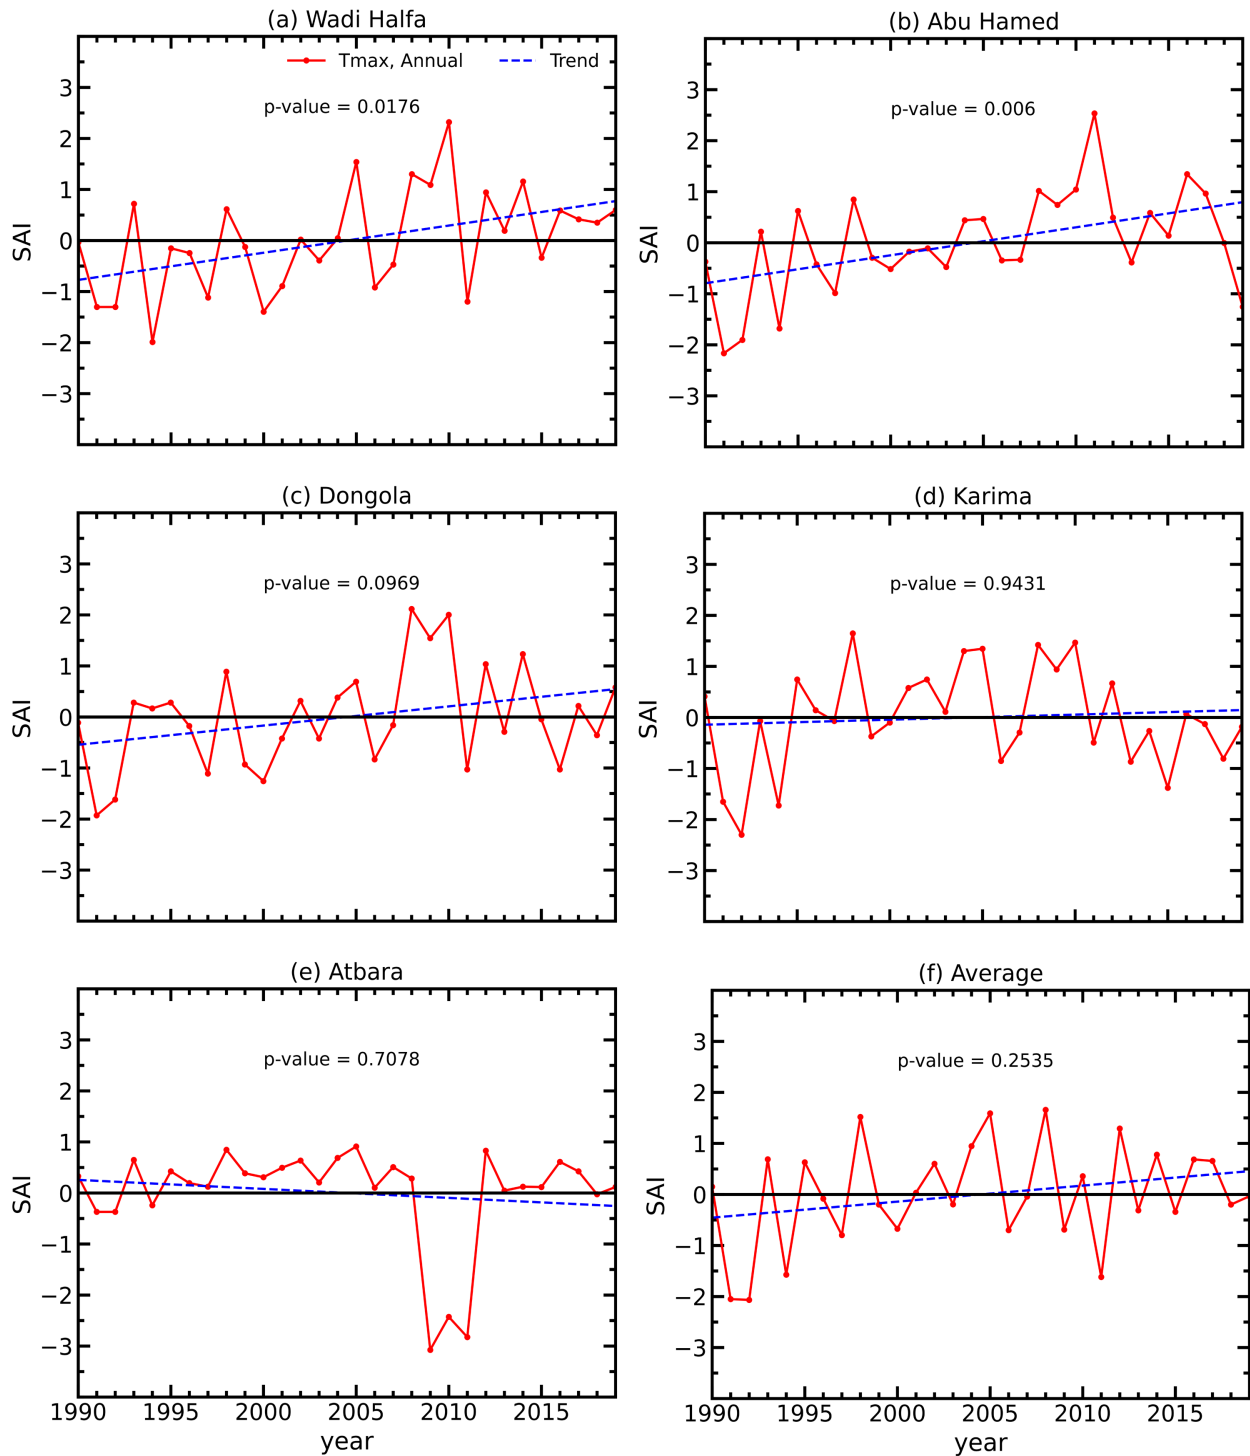 (a) Wadi Halfa
Tmax, Annual
Trend
p-value = 0.0176
SAI
3
2
1
0
−1
−2
−3
(b) Abu Hamed
p-value = 0.006
SAI
3
2
1
0
−1
−2
−3
(c) Dongola
p-value = 0.0969
SAI
3
2
1
0
−1
−2
−3
(d) Karima
p-value = 0.9431
SAI
3
2
1
0
−1
−2
−3
(e) Atbara
p-value = 0.7078
SAI
3
2
1
0
−1
−2
−3
1990 1995 2000 2005 2010 2015
year
(f) Average
p-value = 0.2535
SAI
3
2
1
0
−1
−2
−3
1990 1995 2000 2005 2010 2015
year